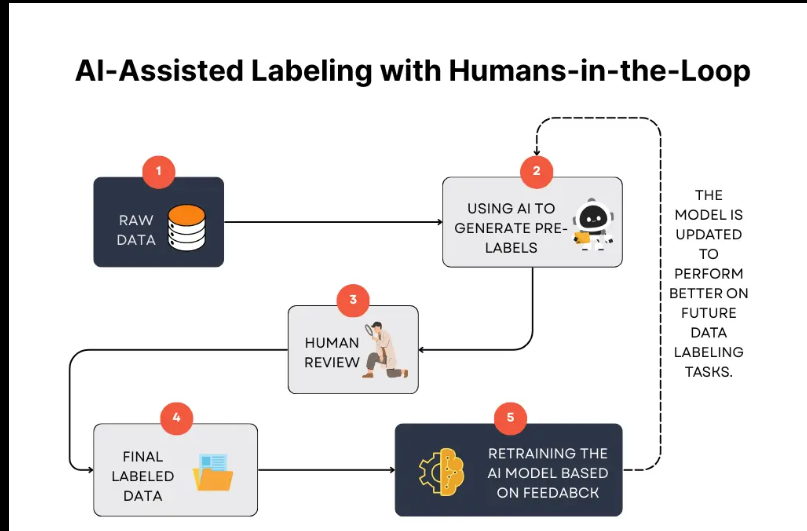 AI-Assisted Labeling with Humans-in-the-Loop
1
RAW
DATA
2
USING AI TO
GENERATE PRE-
LABELS
THE
MODEL IS
UPDATED
TO
PERFORM
BETTER ON
FUTURE
DATA
LABELING
TASKS.
3
HUMAN
REVIEW
4
FINAL
LABELED
DATA
5
RETRAINING THE
AI MODEL BASED
ON FEEDABCK